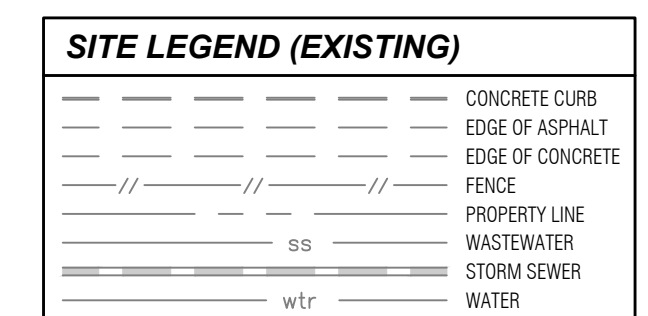 SITE LEGEND (EXISTING)
CONCRETE CURB
EDGE OF ASPHALT
EDGE OF CONCRETE
// // // FENCE
PROPERTY LINE
ss WASTEWATER
STORM SEWER
wtr WATER